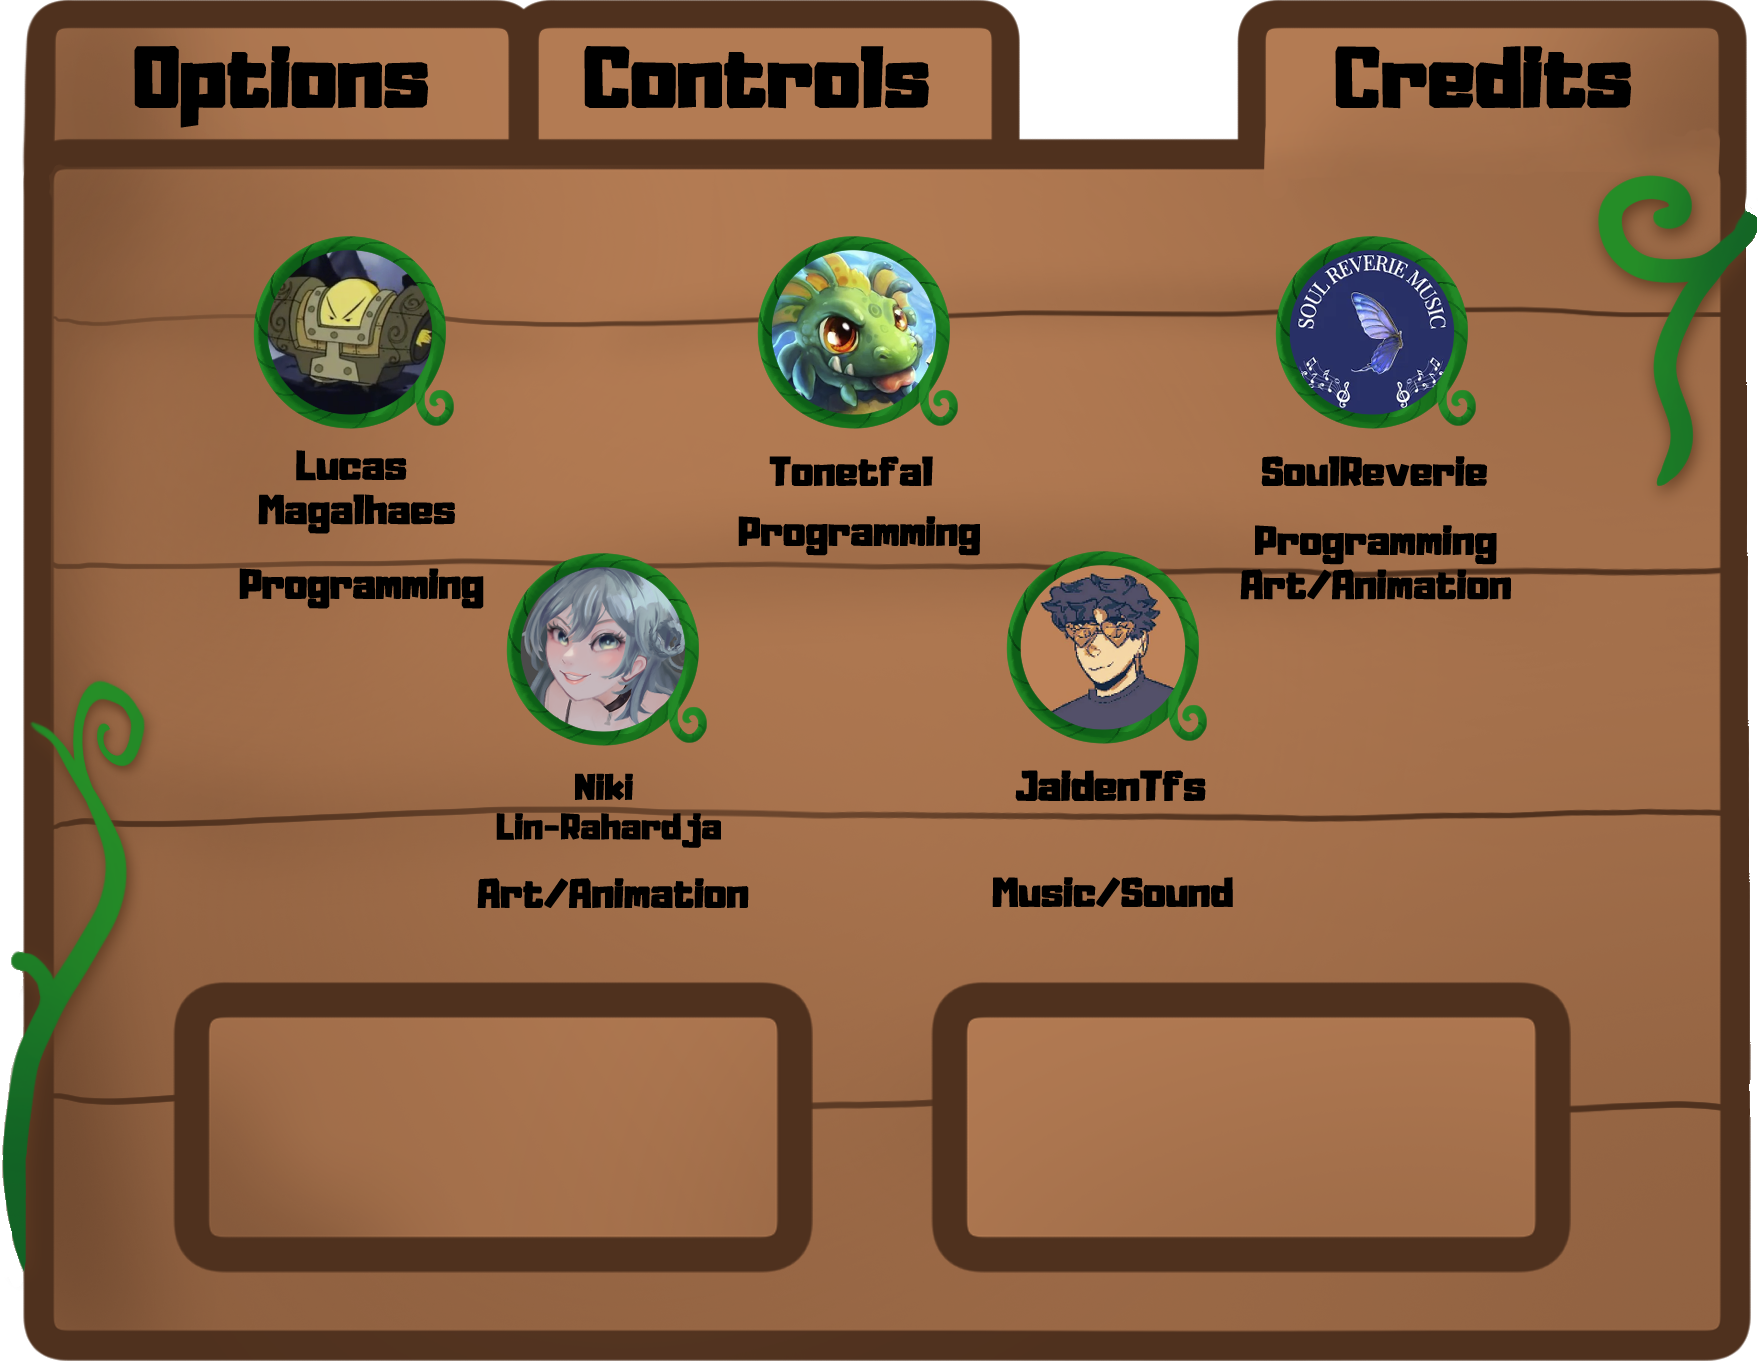 Options
Controls
Credits
SOUL REVERIE MUSIC
Lucas
Magalhaes
Programming
Tonetfal
Programming
SoulReverie
Programming
Art/Animation
Niki
Lin-Rahardja
Art/Animation
JaidenTfs
Music/Sound